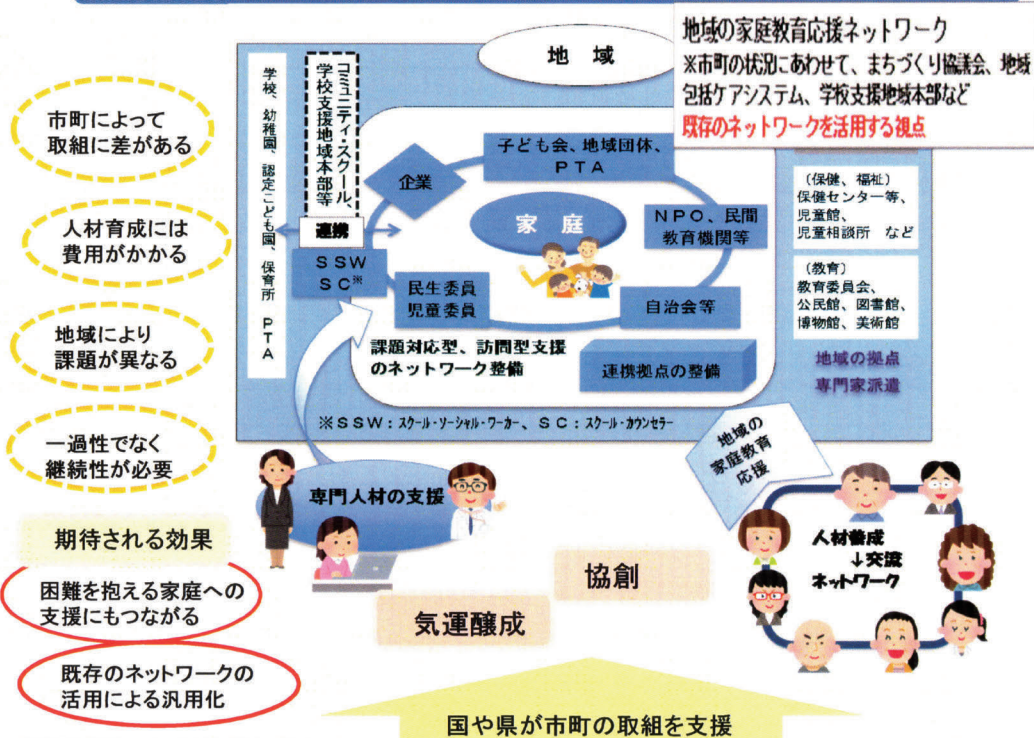 地域の家庭教育応援ネットワーク
※市町の状況にあわせて、まちづくり協議会、地域
包括ケアシステム、学校支援地域本部など
既存のネットワークを活用する視点
地域
市町によって
取組に差がある
人材育成には
費用がかかる
地域により
課題が異なる
一過性でなく
継続性が必要
期待される効果
困難を抱える家庭への
支援にもつながる
既存のネットワークの
活用による汎用化
学校、幼稚園、認定こども園、保育所 PTA
コミュニティ・スクール、
学校支援地域本部等
連携
企業
子ども会、地域団体、
PTA
家庭
NPO、民間
教育機関等
SSW
SC※
民生委員
児童委員
自治会等
課題対応型、訪問型支援
のネットワーク整備
連携拠点の整備
※SSW:スクール・ソーシャル・ワーカー、SC:スクール・カウンセラー
(保健、福祉)
保健センター等、
児童館、
児童相談所 など
(教育)
教育委員会、
公民館、図書館、
博物館、美術館
地域の拠点
専門家派遣
専門人材の支援
地域の
家庭教育
応援
人材養成
↓交流
ネットワーク
協創
気運醸成
国や県が市町の取組を支援